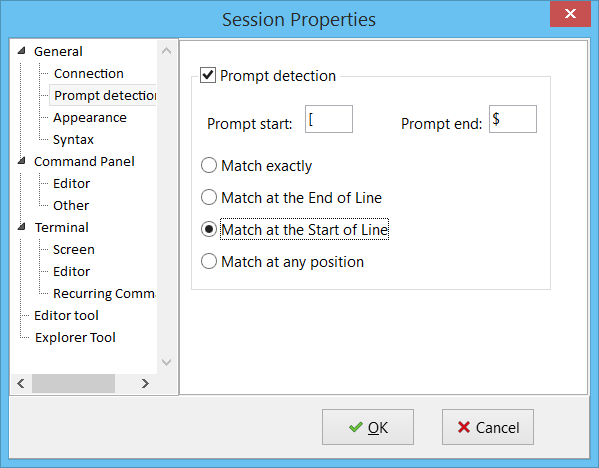 Session Properties
General
Connection
Prompt detection
Appearance
Syntax
Command Panel
Editor
Other
Terminal
Screen
Editor
Recurring Comma
Editor tool
Explorer Tool
Prompt detection
Prompt start: [
Prompt end: $
Match exactly
Match at the End of Line
Match at the Start of Line
Match at any position
OK
Cancel